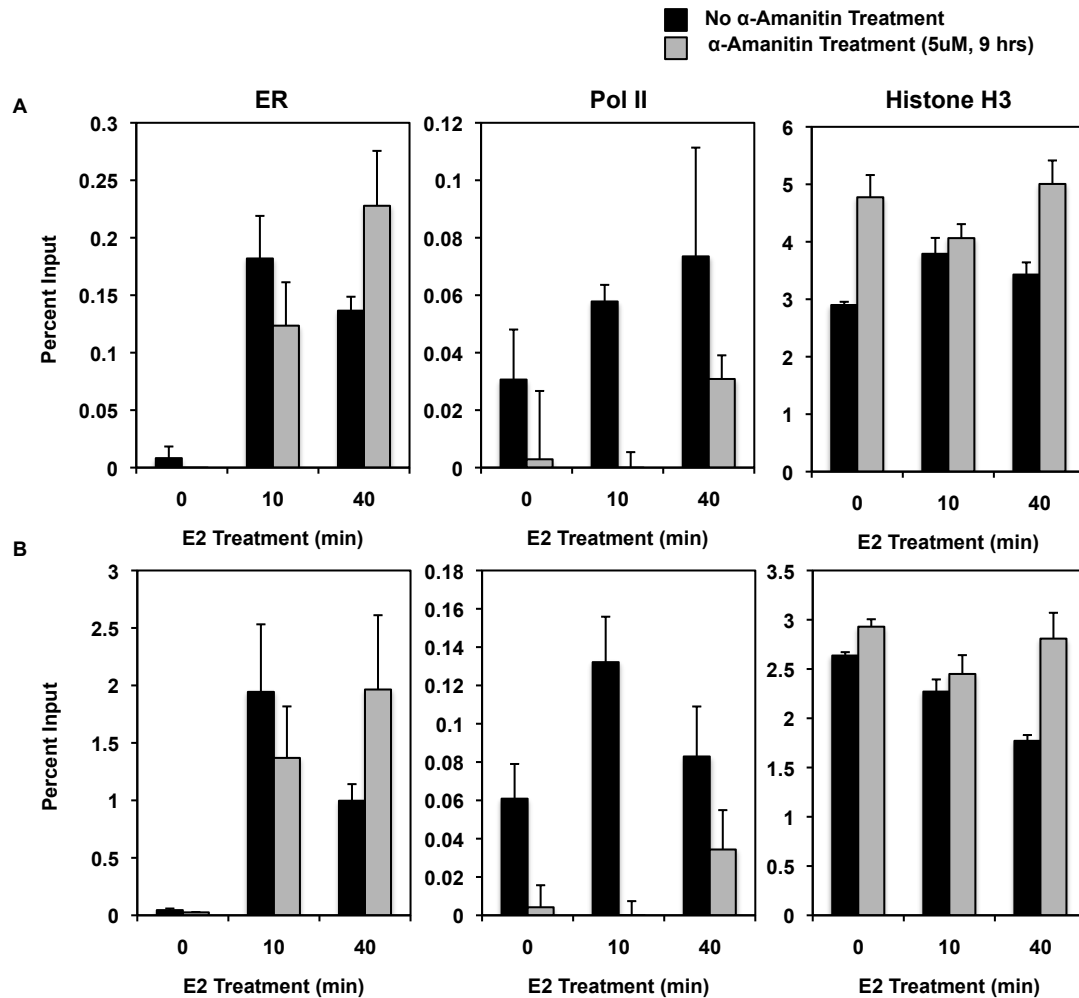 No α-Amanitin Treatment
α-Amanitin Treatment (5uM, 9 hrs)
A
ER
Pol II
Histone H3
Percent Input
0.3
0.25
0.2
0.15
0.1
0.05
0
0 10 40
E2 Treatment (min)
0.12
0.1
0.08
0.06
0.04
0.02
0
0 10 40
E2 Treatment (min)
6
5
4
3
2
1
0
0 10 40
E2 Treatment (min)
B
Percent Input
3
2.5
2
1.5
1
0.5
0
0 10 40
E2 Treatment (min)
0.18
0.16
0.14
0.12
0.1
0.08
0.06
0.04
0.02
0
0 10 40
E2 Treatment (min)
3.5
3
2.5
2
1.5
1
0.5
0
0 10 40
E2 Treatment (min)